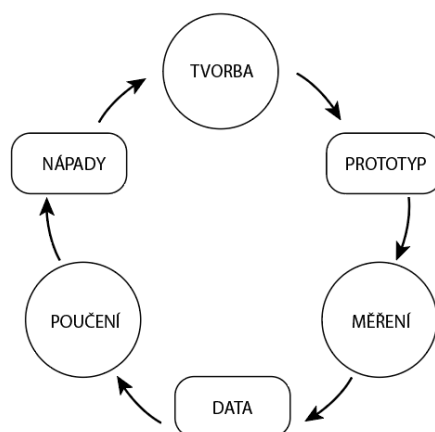 TVORBA
PROTOTYP
MĚŘENÍ
DATA
POUČENÍ
NÁPADY